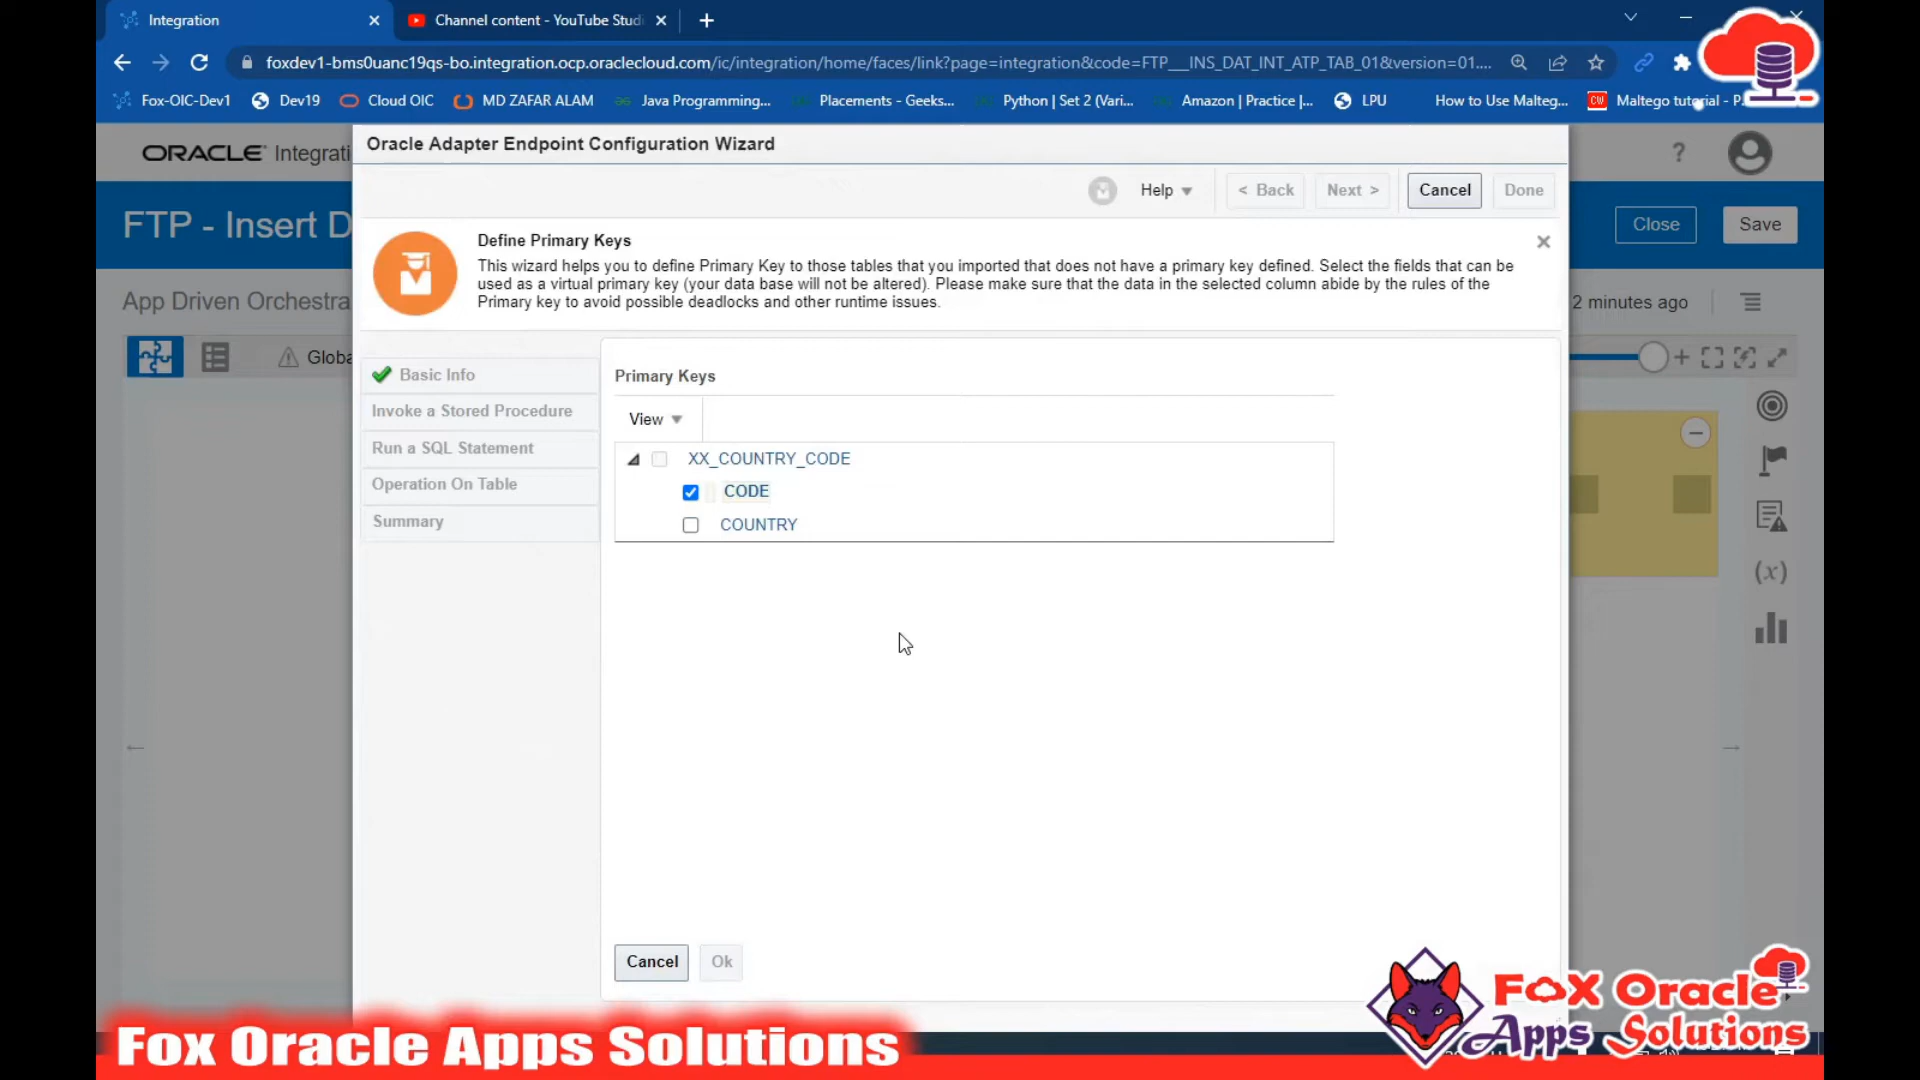 Integration
Channel content - YouTube Stud
foxdev1-bms0uanc19qs-bo.integration.ocp.oraclecloud.com/ic/integration/home/faces/link?page=integration&code=FTP___INS_DAT_INT_ATP_TAB_01&version=01....
Fox-OIC-Dev1
Dev19
Cloud OIC
MD ZAFAR ALAM
Java Programming...
Placements - Geeks...
Python | Set 2 (Vari...
Amazon | Practice |...
LPU
How to Use Malteg...
CW
Maltego tutorial - P
ORACLE Integrati
Oracle Adapter Endpoint Configuration Wizard
?
Help
< Back
Next >
Cancel
Done
FTP - Insert D
Close
Save
Define Primary Keys
This wizard helps you to define Primary Key to those tables that you imported that does not have a primary key defined. Select the fields that can be
used as a virtual primary key (your data base will not be altered). Please make sure that the data in the selected column abide by the rules of the
Primary key to avoid possible deadlocks and other runtime issues.
App Driven Orchestra
2 minutes ago
Globa
Basic Info
Invoke a Stored Procedure
Run a SQL Statement
Operation On Table
Summary
Primary Keys
View
XX_COUNTRY_CODE
CODE
COUNTRY
(x)
Cancel
Ok
Fox Oracle Apps Solutions
Fox Oracle
Apps Solutions